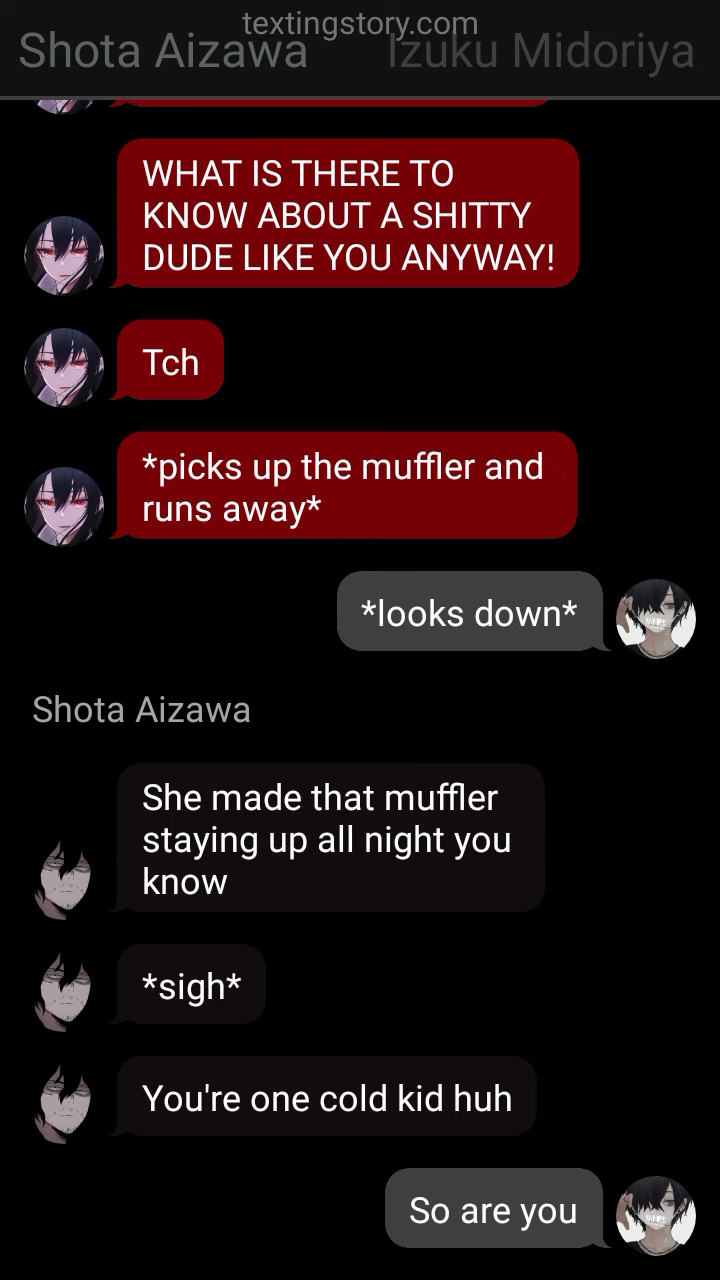 textingstory.com
Shota Aizawa
Izuku Midoriya
WHAT IS THERE TO
KNOW ABOUT A SHITTY
DUDE LIKE YOU ANYWAY!
Tch
*picks up the muffler and
runs away*
*looks down*
Shota Aizawa
She made that muffler
staying up all night you
know
*sigh*
You're one cold kid huh
So are you